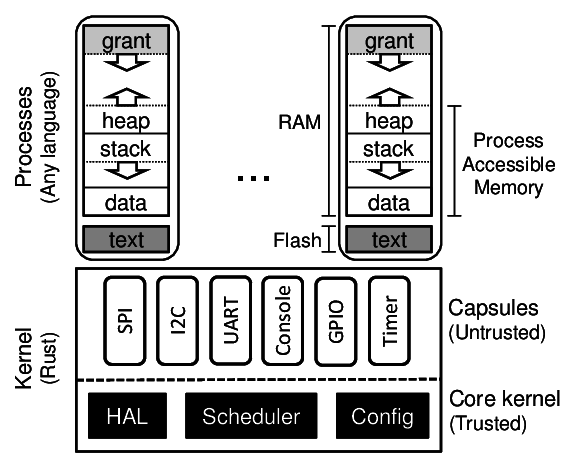 grant
heap
stack
data
text
Processes
(Any language)
...
RAM
Flash
grant
heap
stack
data
text
Process
Accessible
Memory
Kernel
(Rust)
SPI
I2C
UART
Console
GPIO
Timer
Capsules
(Untrusted)
HAL
Scheduler
Config
Core kernel
(Trusted)